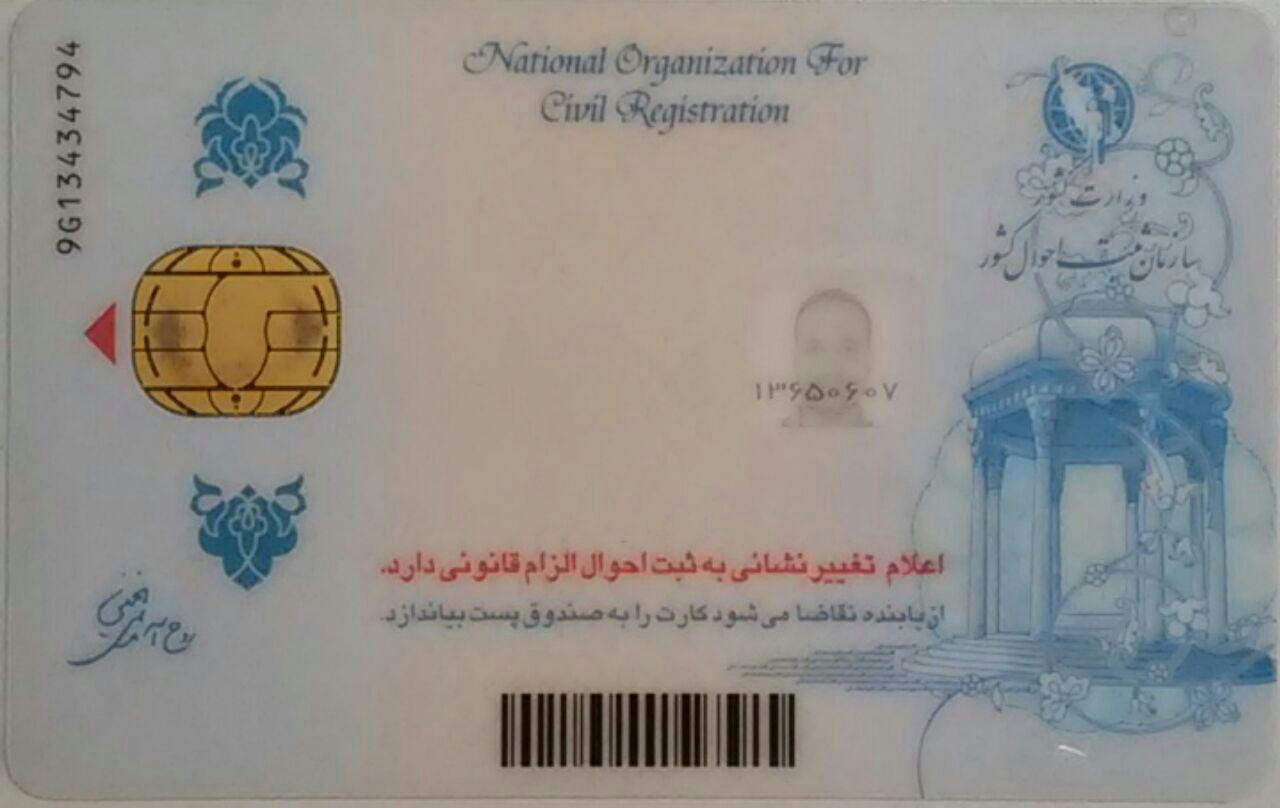 National Organization For
Civil Registration
9G13434794
وزارت کشور
سازمان ثبت احوال کشور
۱۳۶۵۰۶۰۷
اعلام تغییر نشانی به ثبت احوال الزام قانونی دارد.
از یابنده تقاضا می شود کارت را به صندوق پست بیاندازد.